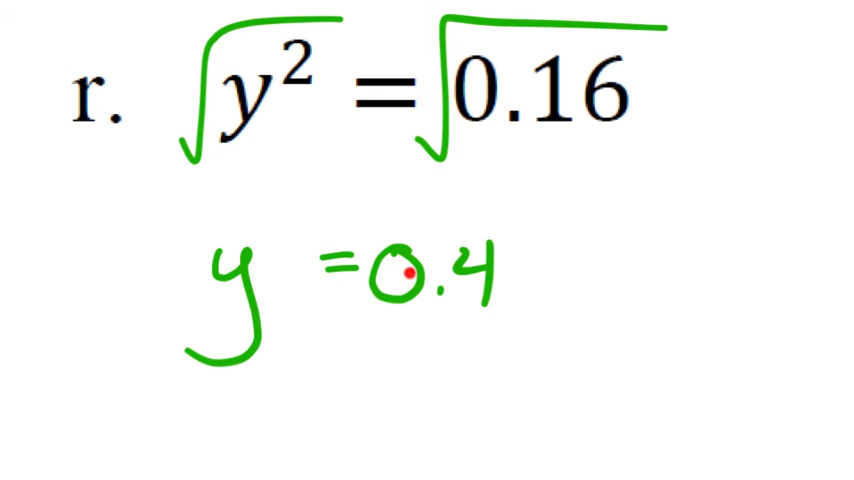 r. √y² = √0.16
y = 0.4